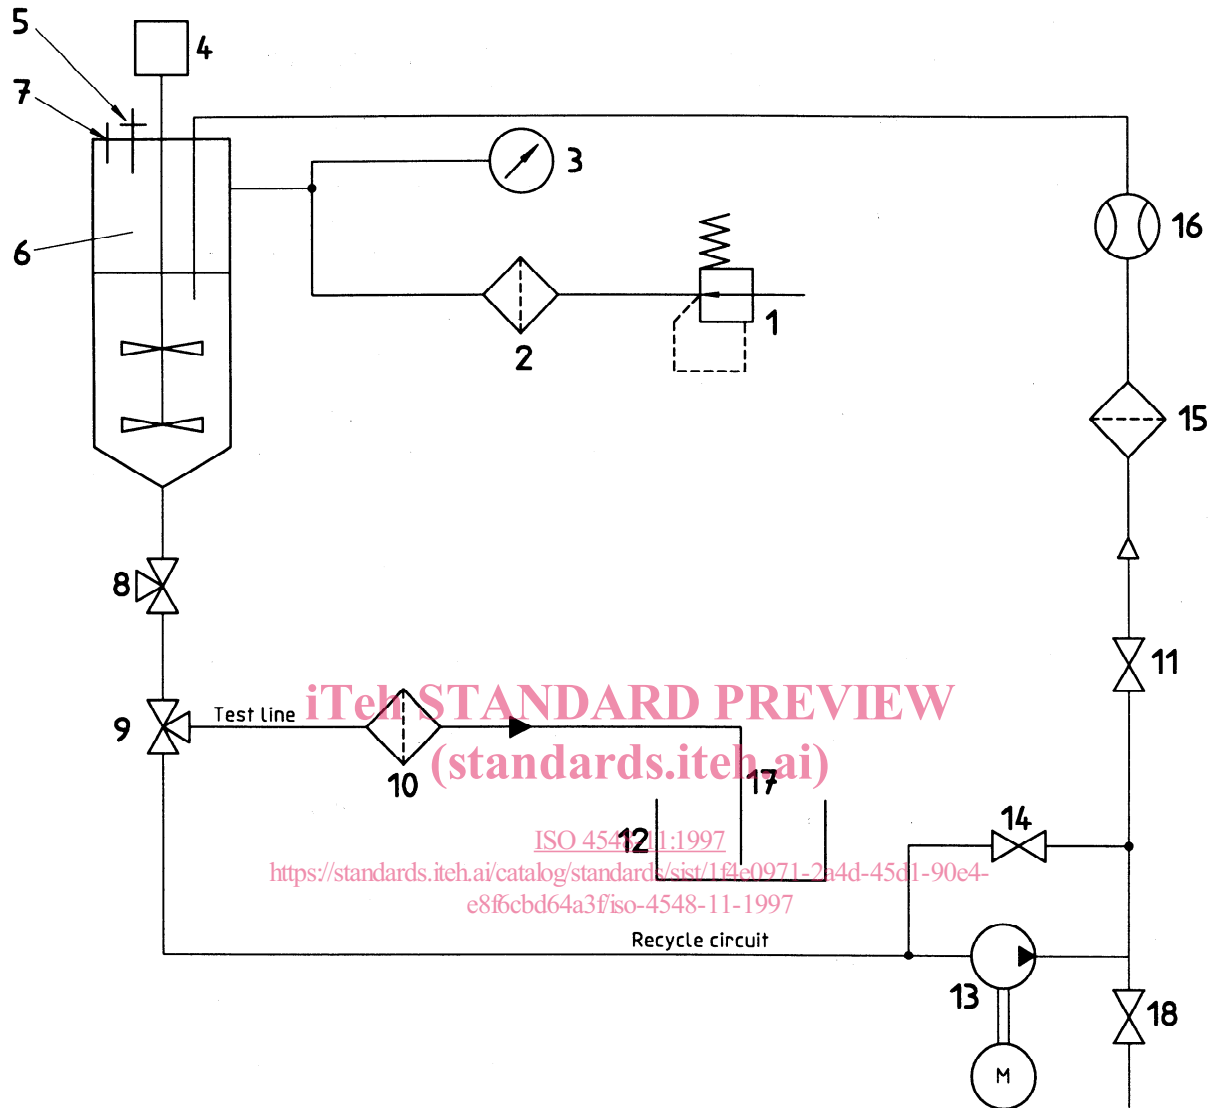 5
4
7
3
16
6
1
2
15
8
11
Test line
iTeh STANDARD PREVIEW
9
(standards.iteh.ai)
10
17
14
12
ISO 4548-11:1997
https://standards.iteh.ai/catalog/standards/sist/1f4e0971-2a4d-45d1-90e4-
e8f6cbd64a3f/iso-4548-11-1997
Recycle circuit
13
18
M